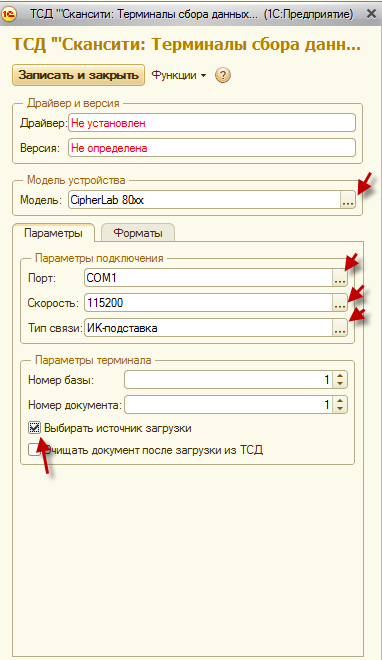 1С ТСД '"Скансити: Терминалы сбора данных... (1С:Предприятие)
ТСД '"Скансити: Терминалы сбора данн...
Записать и закрыть Функции ?
Драйвер и версия
Драйвер: Не установлен
Версия: Не определена
Модель устройства
Модель: CipherLab 80xx ...
Параметры Форматы
Параметры подключения
Порт: COM1 ...
Скорость: 115200 ...
Тип связи: ИК-подставка ...
Параметры терминала
Номер базы: 1
Номер документа: 1
Выбирать источник загрузки
Очищать документ после загрузки из ТСД